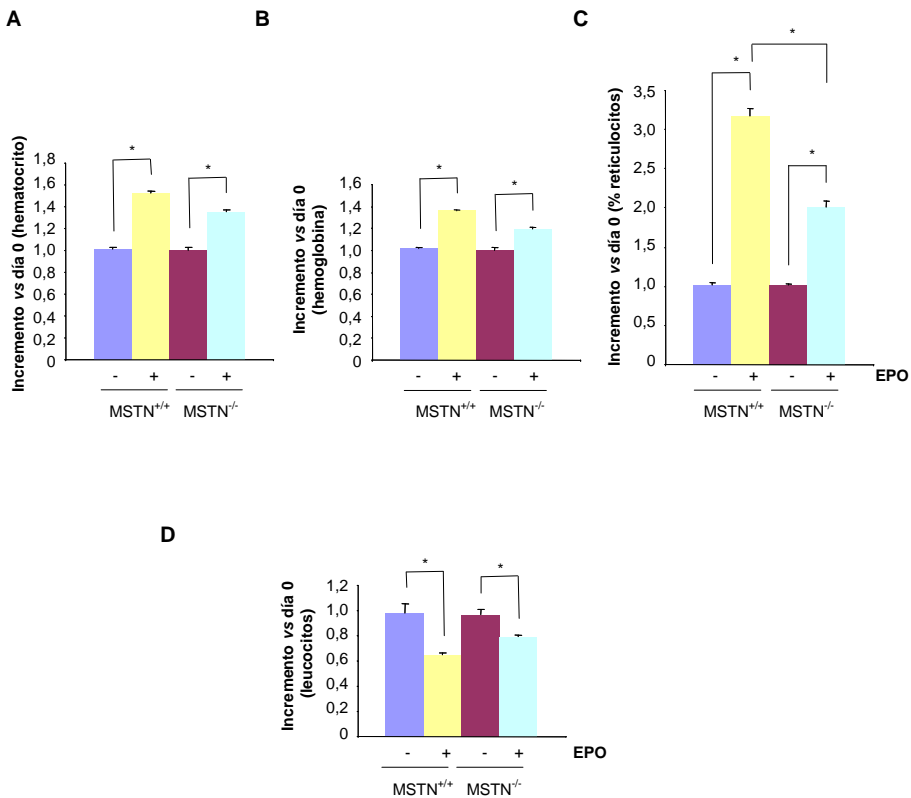 A
Incremento vs día 0 (hematocrito)
1,8
1,6
1,4
1,2
1,0
0,8
0,6
0,4
0,2
0
*
*
-
+
-
+
MSTN+/+
MSTN-/-
B
Incremento vs día 0
(hemoglobina)
1,6
1,4
1,2
1,0
0,8
0,6
0,4
0,2
0
*
*
-
+
-
+
MSTN+/+
MSTN-/-
C
Incremento vs día 0 (% reticulocitos)
3,5
3,0
2,5
2,0
1,0
1,0
0,5
0
*
*
*
-
+
-
+
EPO
MSTN+/+
MSTN-/-
D
Incremento vs día 0
(leucocitos)
1,2
1,0
0,8
0,6
0,4
0,2
0
*
*
-
+
-
+
EPO
MSTN+/+
MSTN-/-